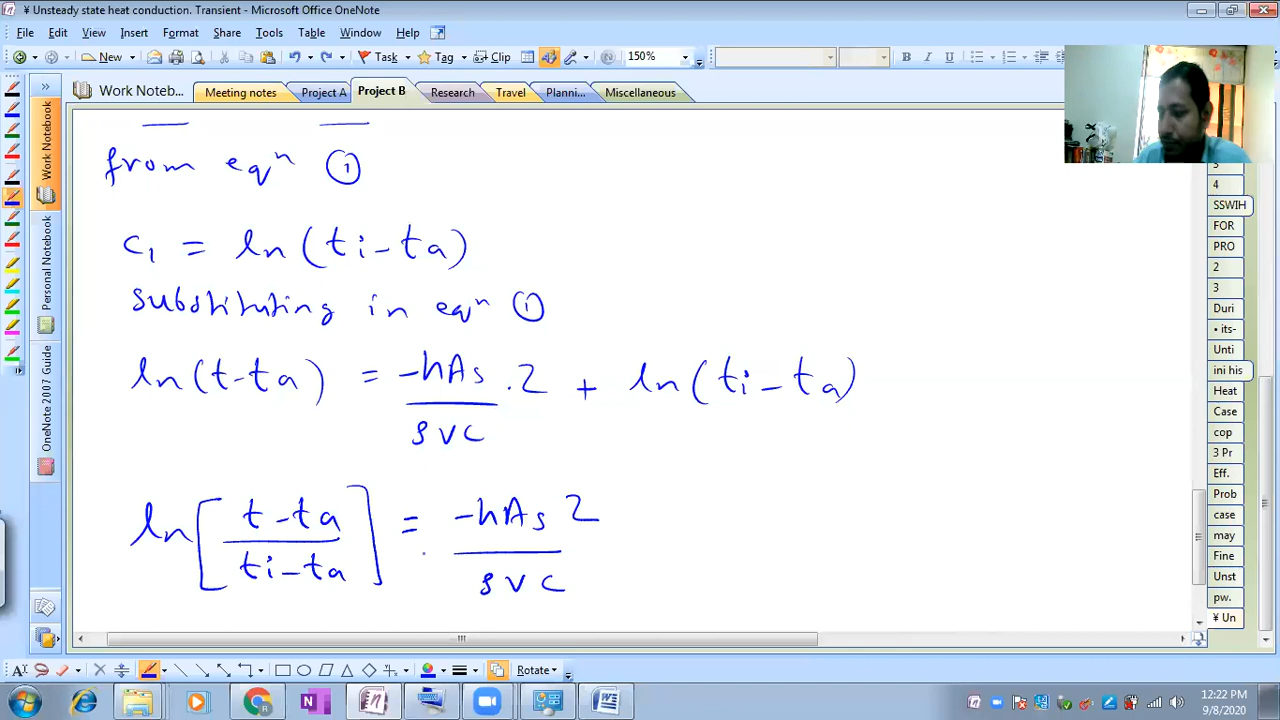 Unsteady state heat conduction. Transient - Microsoft Office OneNote
File Edit View Insert Format Share Tools Table Window Help
New Task Tag Clip 150% B I U
Work Noteb... Meeting notes Project A Project B Research Travel Planni... Miscellaneous
Work Notebook
Personal Notebook
OneNote 2007 Guide
from eqⁿ ①
C₁ = ln(ti-ta)
substituting in eqⁿ ①
ln(t-ta) = -hAs/ρvc .τ + ln(ti-ta)
ln[t-ta/ti-ta] = -hAsτ/ρvc
3
4
SSWIH
FOR
PRO
2
3
Duri
• its-
Unti
ini his
Heat
Case
cop
3 Pr
Eff.
Prob
case
may
Fine
Unst
pw.
¥ Un
Rotate
12:22 PM
9/8/2020